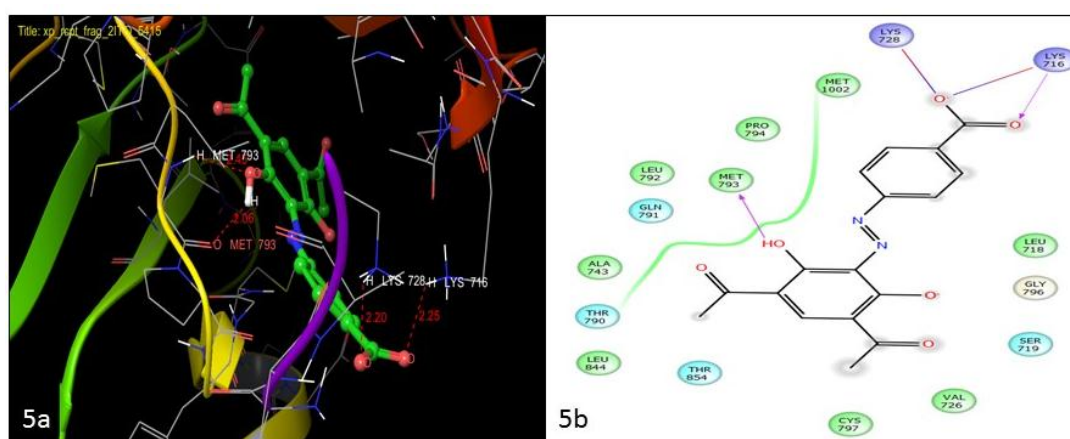 Title: xp_rept_frag_2ITO_5415
H MET 793
H
2.06
O MET 793
H LYS 728 H LYS 716
2.20
2.25
O
O
5a
LYS
728
LYS
716
MET
1002
PRO
794
LEU
792
MET
793
GLN
791
ALA
743
THR
790
LEU
844
THR
854
LEU
718
GLY
796
SER
719
VAL
726
CYS
797
O
O
N
N
HO
O
O⁻
O
5b